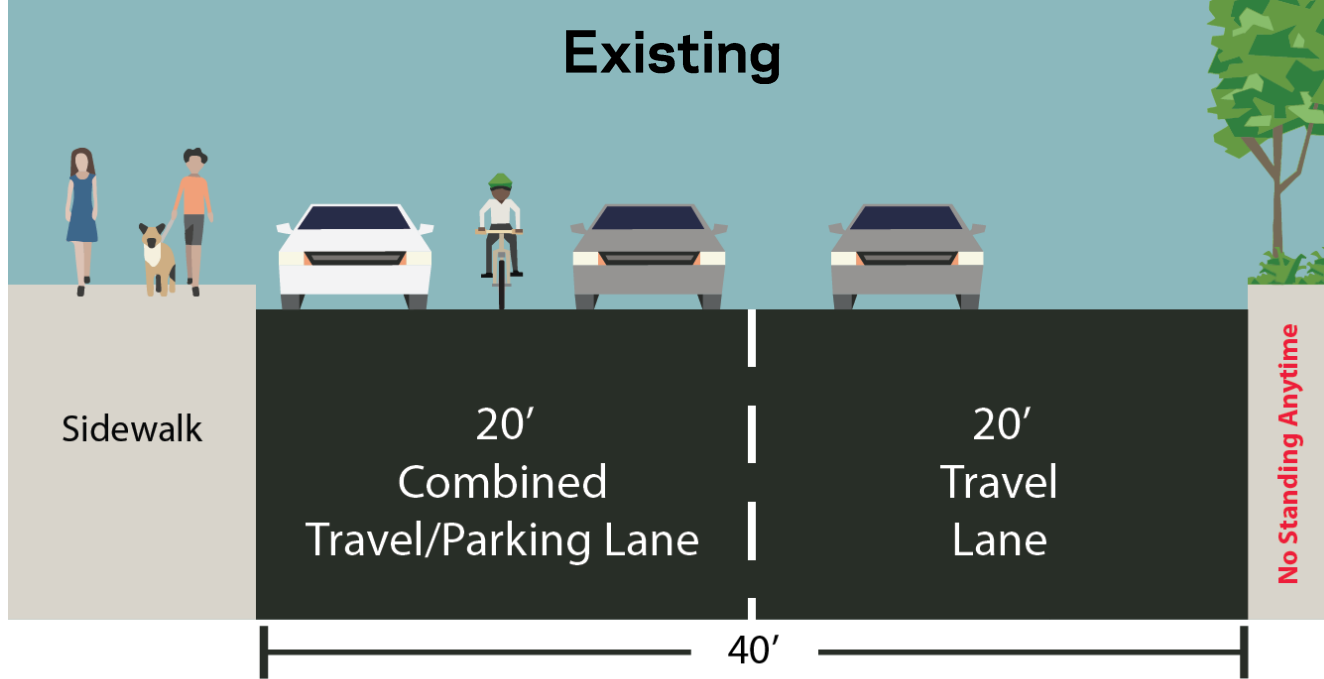 Existing
Sidewalk
20′
Combined
Travel/Parking Lane
20′
Travel
Lane
No Standing Anytime
40′